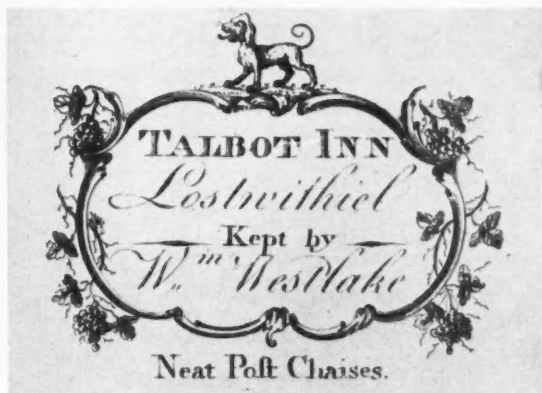 TALBOT INN
Lostwithiel
Kept by
Wm. Westlake
Neat Poſt Chaises.